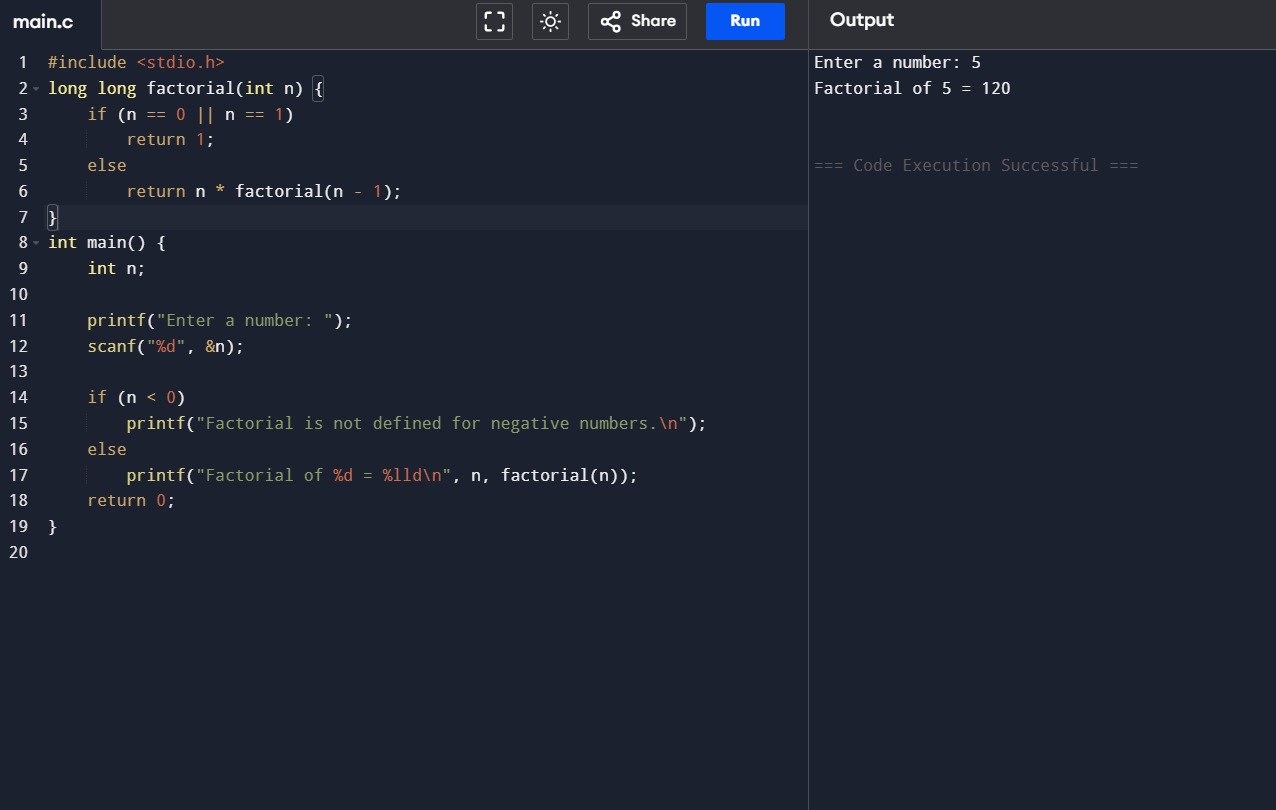 main.c
Share
Run
Output
1 #include <stdio.h>
2 long long factorial(int n) {
3     if (n == 0 || n == 1)
4         return 1;
5     else
6         return n * factorial(n - 1);
7 }
8 int main() {
9     int n;
10
11     printf("Enter a number: ");
12     scanf("%d", &n);
13
14     if (n < 0)
15         printf("Factorial is not defined for negative numbers.\n");
16     else
17         printf("Factorial of %d = %lld\n", n, factorial(n));
18     return 0;
19 }
20
Enter a number: 5
Factorial of 5 = 120
=== Code Execution Successful ===